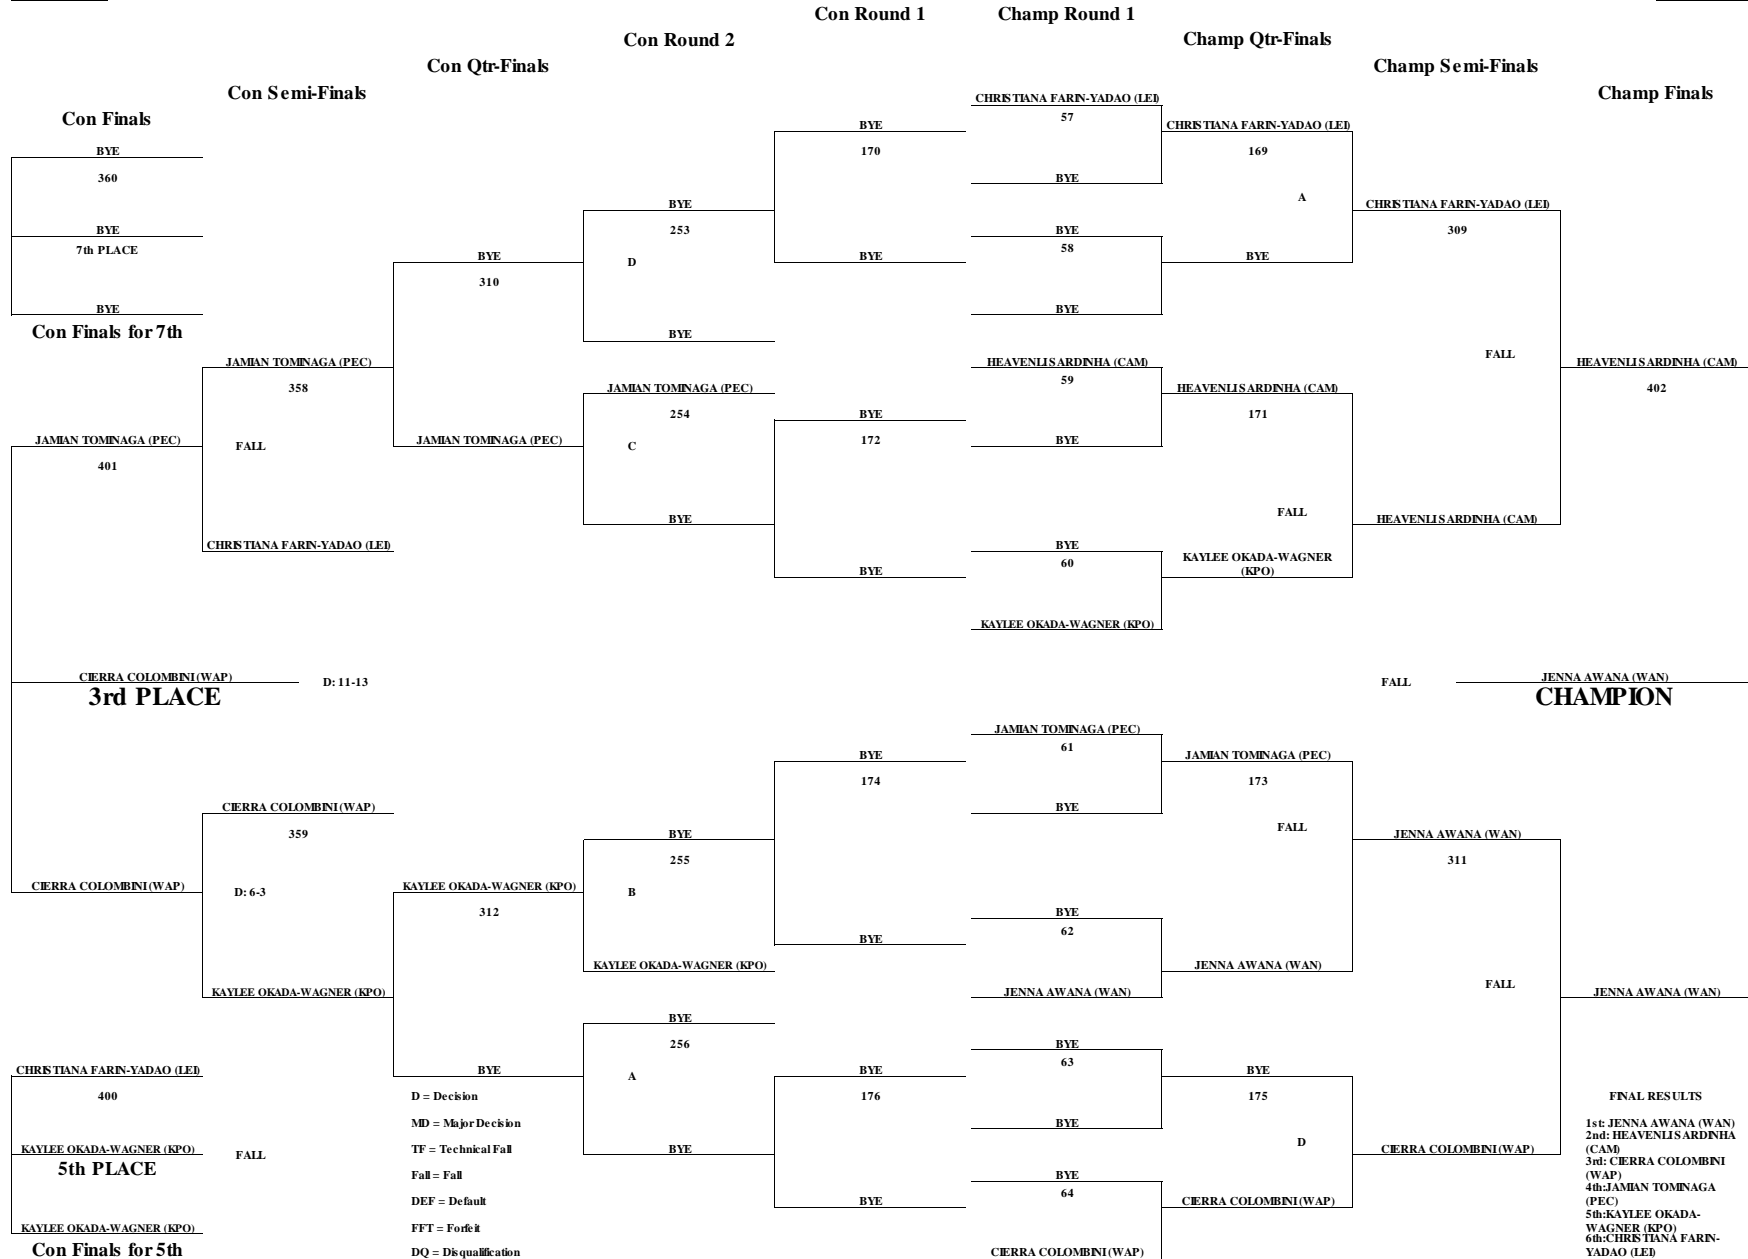 Con Round 1
Champ Round 1
Con Round 2
Champ Qtr-Finals
Con Qtr-Finals
Champ Semi-Finals
Con Semi-Finals
Champ Finals
Con Finals
BYE
360
BYE
7th PLACE
BYE
Con Finals for 7th
JAMIAN TOMINAGA (PEC)
401
CIERRA COLOMBINI (WAP)
3rd PLACE
D: 11-13
CIERRA COLOMBINI (WAP)
CHRISTIANA FARIN-YADAO (LEI)
400
KAYLEE OKADA-WAGNER (KPO)
5th PLACE
FALL
KAYLEE OKADA-WAGNER (KPO)
Con Finals for 5th
JAMIAN TOMINAGA (PEC)
358
FALL
CHRISTIANA FARIN-YADAO (LEI)
CIERRA COLOMBINI (WAP)
359
D: 6-3
KAYLEE OKADA-WAGNER (KPO)
BYE
310
JAMIAN TOMINAGA (PEC)
KAYLEE OKADA-WAGNER (KPO)
312
BYE
D = Decision
MD = Major Decision
TF = Technical Fall
Fall = Fall
DEF = Default
FFT = Forfeit
DQ = Disqualification
BYE
253
D
BYE
JAMIAN TOMINAGA (PEC)
254
C
BYE
BYE
255
B
KAYLEE OKADA-WAGNER (KPO)
BYE
256
A
BYE
BYE
170
BYE
BYE
172
BYE
BYE
174
BYE
BYE
176
BYE
CHRISTIANA FARIN-YADAO (LEI)
57
BYE
BYE
58
BYE
HEAVENLI SARDINHA (CAM)
59
BYE
BYE
60
KAYLEE OKADA-WAGNER (KPO)
JAMIAN TOMINAGA (PEC)
61
BYE
BYE
62
JENNA AWANA (WAN)
BYE
63
BYE
BYE
64
CIERRA COLOMBINI (WAP)
CHRISTIANA FARIN-YADAO (LEI)
169
A
BYE
HEAVENLI SARDINHA (CAM)
171
FALL
KAYLEE OKADA-WAGNER
(KPO)
JAMIAN TOMINAGA (PEC)
173
FALL
JENNA AWANA (WAN)
BYE
175
D
CIERRA COLOMBINI (WAP)
CHRISTIANA FARIN-YADAO (LEI)
309
FALL
HEAVENLI SARDINHA (CAM)
JENNA AWANA (WAN)
311
FALL
CIERRA COLOMBINI (WAP)
HEAVENLI SARDINHA (CAM)
402
FALL
JENNA AWANA (WAN)
CHAMPION
JENNA AWANA (WAN)
FINAL RESULTS
1st: JENNA AWANA (WAN)
2nd: HEAVENLI SARDINHA
(CAM)
3rd: CIERRA COLOMBINI
(WAP)
4th:JAMIAN TOMINAGA
(PEC)
5th:KAYLEE OKADA-
WAGNER (KPO)
6th:CHRISTIANA FARIN-
YADAO (LEI)